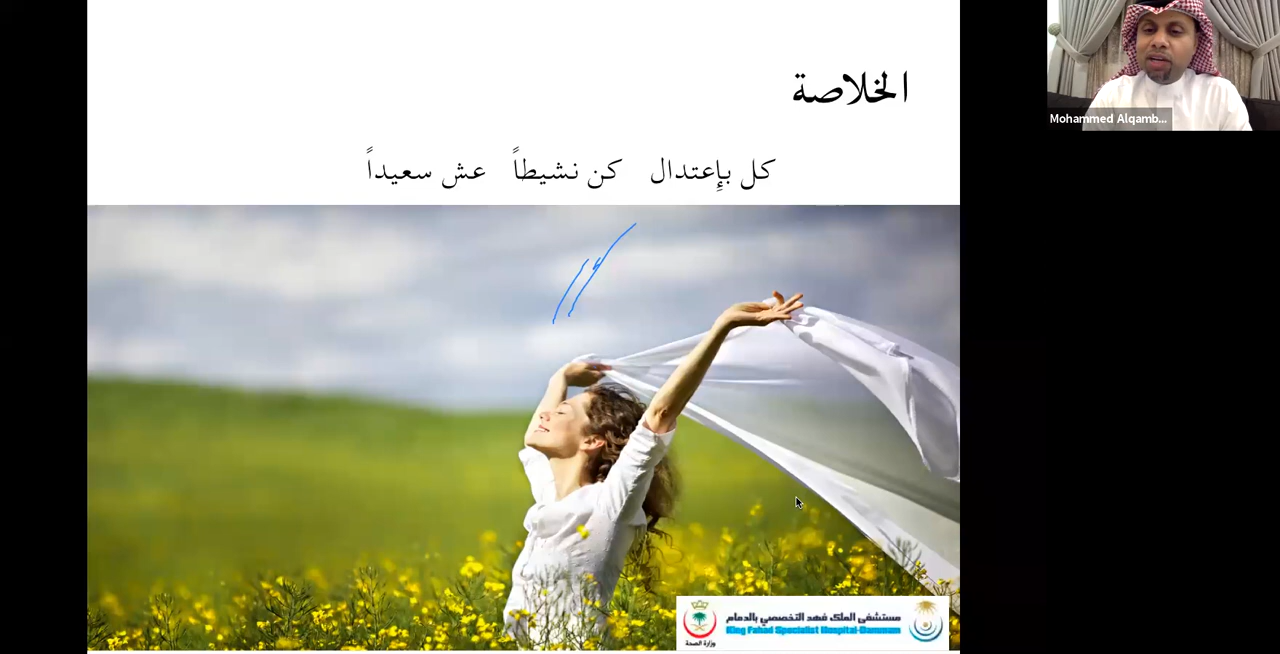 الخلاصة
كل بإعتدال كن نشيطاً عش سعيداً
Mohammed Alqamb...
مستشفى الملك فهد التخصصي بالدمام
King Fahad Specialist Hospital-Dammam
وزارة الصحة